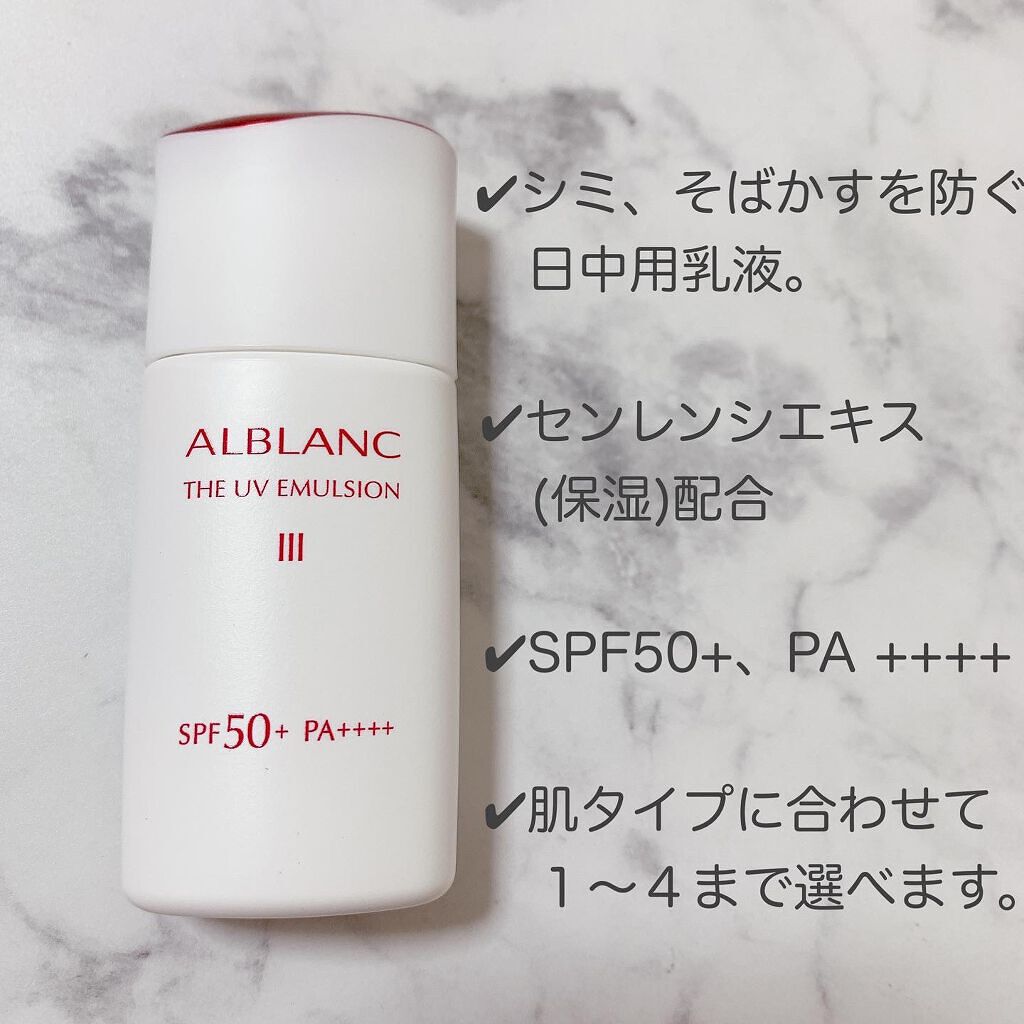 ALBLANC
THE UV EMULSION
III
SPF50+ PA++++
✔シミ、そばかすを防ぐ
日中用乳液。
✔センレンシエキス
(保湿)配合
✔SPF50+、PA ++++
✔肌タイプに合わせて
１〜４まで選べます。